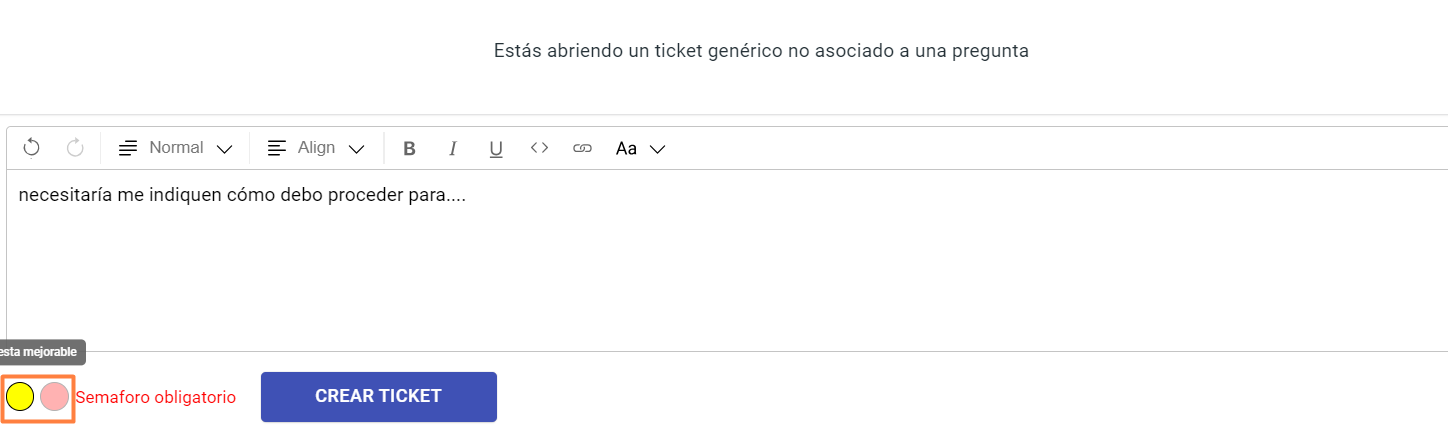 Estás abriendo un ticket genérico no asociado a una pregunta
Normal Align B I U <> Aa
necesitaría me indiquen cómo debo proceder para....
esta mejorable
Semaforo obligatorio CREAR TICKET